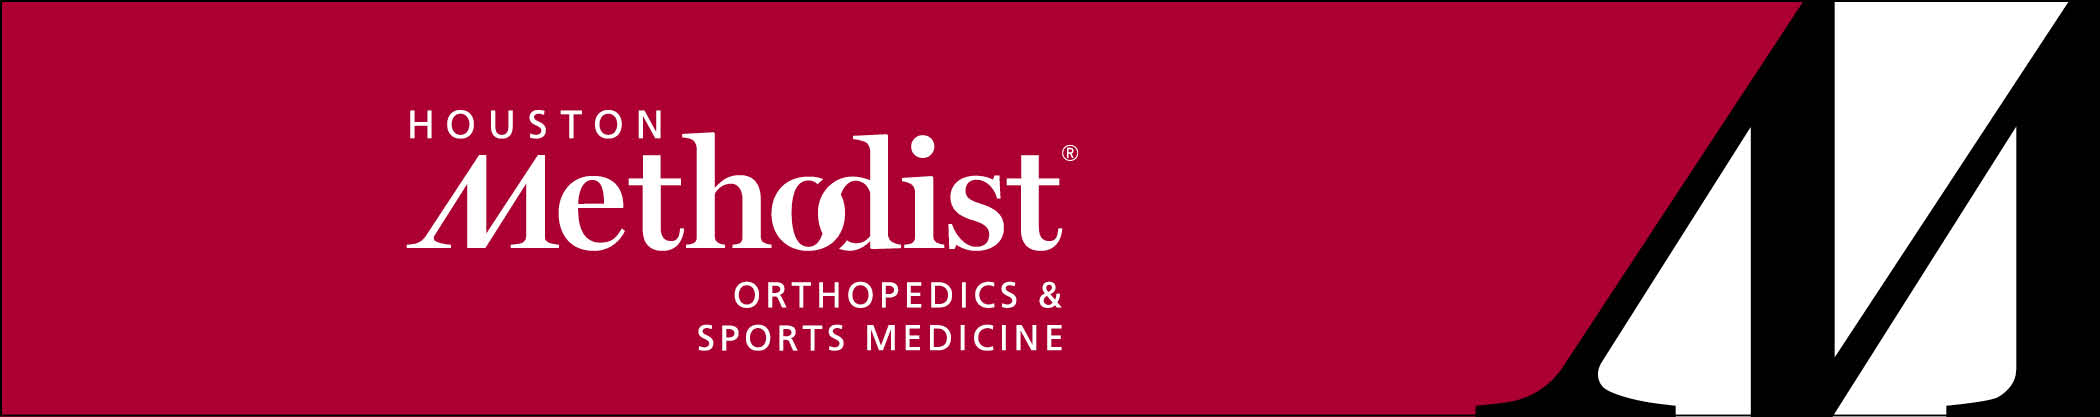 HOUSTON
Methodist®
ORTHOPEDICS &
SPORTS MEDICINE
M